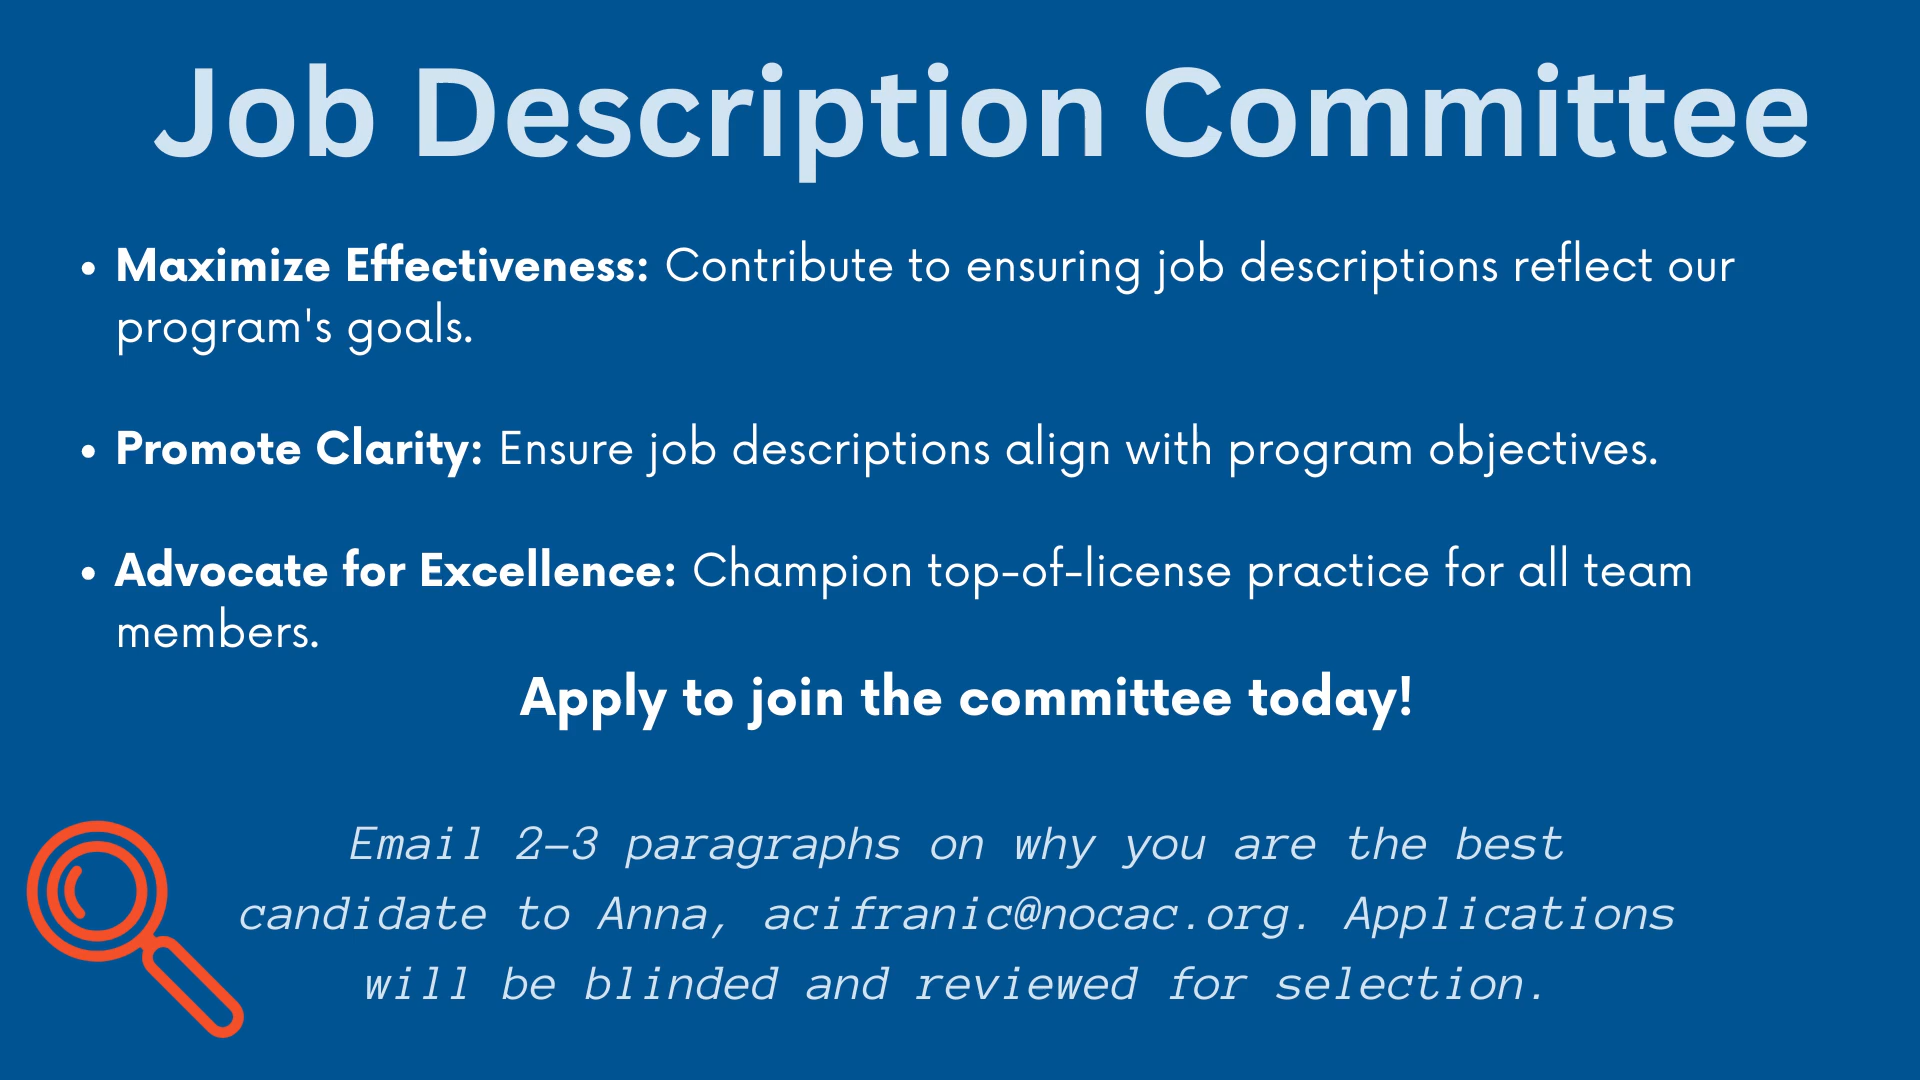 Job Description Committee
• Maximize Effectiveness: Contribute to ensuring job descriptions reflect our
program's goals.
• Promote Clarity: Ensure job descriptions align with program objectives.
• Advocate for Excellence: Champion top-of-license practice for all team
members.
Apply to join the committee today!
Email 2-3 paragraphs on why you are the best
candidate to Anna, acifranic@nocac.org. Applications
will be blinded and reviewed for selection.